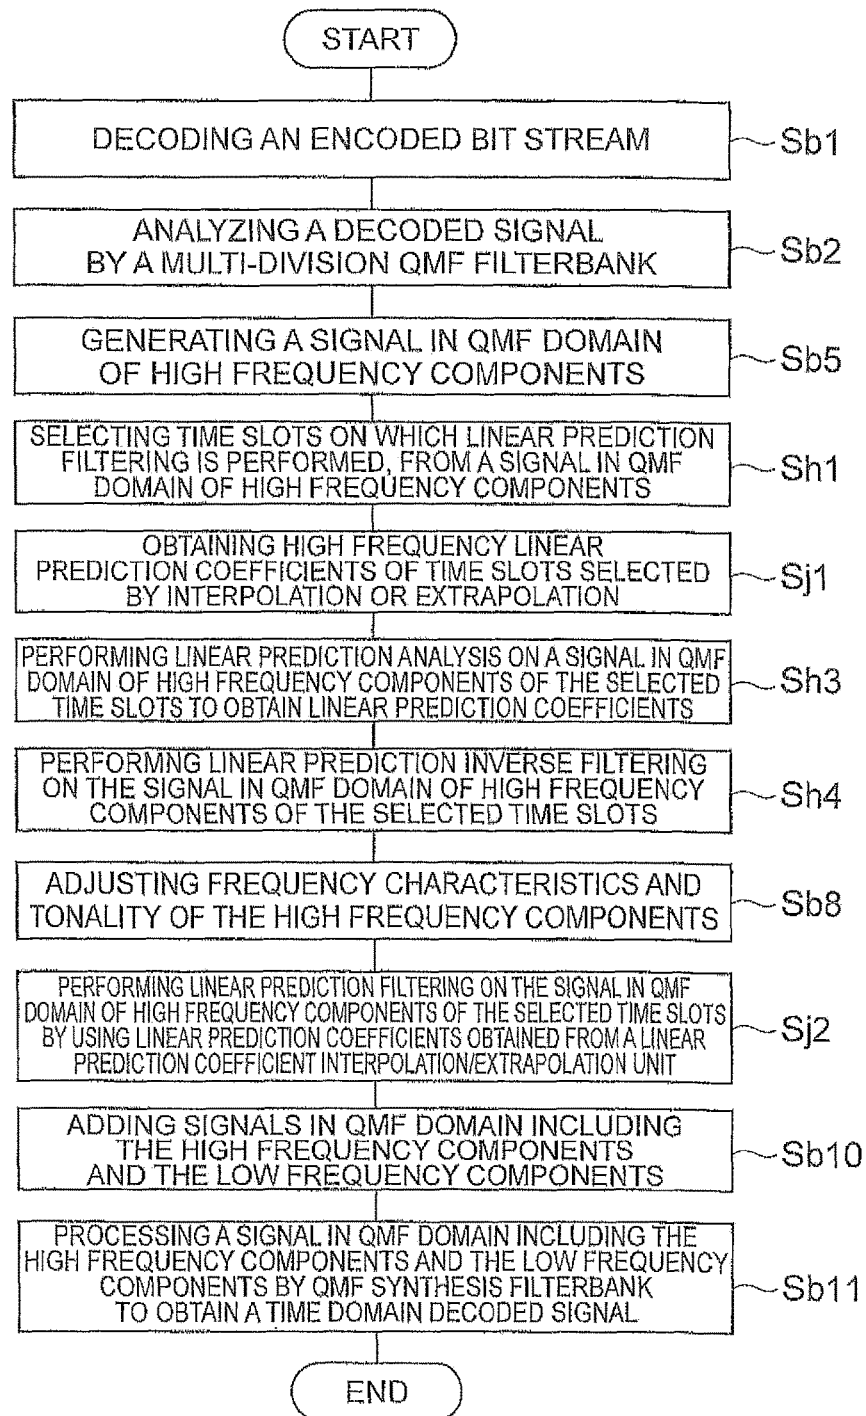 START
DECODING AN ENCODED BIT STREAM
Sb1
ANALYZING A DECODED SIGNAL
BY A MULTI-DIVISION QMF FILTERBANK
Sb2
GENERATING A SIGNAL IN QMF DOMAIN
OF HIGH FREQUENCY COMPONENTS
Sb5
SELECTING TIME SLOTS ON WHICH LINEAR PREDICTION
FILTERING IS PERFORMED, FROM A SIGNAL IN QMF
DOMAIN OF HIGH FREQUENCY COMPONENTS
Sh1
OBTAINING HIGH FREQUENCY LINEAR
PREDICTION COEFFICIENTS OF TIME SLOTS SELECTED
BY INTERPOLATION OR EXTRAPOLATION
Sj1
PERFORMING LINEAR PREDICTION ANALYSIS ON A SIGNAL IN QMF
DOMAIN OF HIGH FREQUENCY COMPONENTS OF THE SELECTED
TIME SLOTS TO OBTAIN LINEAR PREDICTION COEFFICIENTS
Sh3
PERFORMNG LINEAR PREDICTION INVERSE FILTERING
ON THE SIGNAL IN QMF DOMAIN OF HIGH FREQUENCY
COMPONENTS OF THE SELECTED TIME SLOTS
Sh4
ADJUSTING FREQUENCY CHARACTERISTICS AND
TONALITY OF THE HIGH FREQUENCY COMPONENTS
Sb8
PERFORMING LINEAR PREDICTION FILTERING ON THE SIGNAL IN QMF
DOMAIN OF HIGH FREQUENCY COMPONENTS OF THE SELECTED TIME SLOTS
BY USING LINEAR PREDICTION COEFFICIENTS OBTAINED FROM A LINEAR
PREDICTION COEFFICIENT INTERPOLATION/EXTRAPOLATION UNIT
Sj2
ADDING SIGNALS IN QMF DOMAIN INCLUDING
THE HIGH FREQUENCY COMPONENTS
AND THE LOW FREQUENCY COMPONENTS
Sb10
PROCESSING A SIGNAL IN QMF DOMAIN INCLUDING THE
HIGH FREQUENCY COMPONENTS AND THE LOW FREQUENCY
COMPONENTS BY QMF SYNTHESIS FILTERBANK
TO OBTAIN A TIME DOMAIN DECODED SIGNAL
Sb11
END